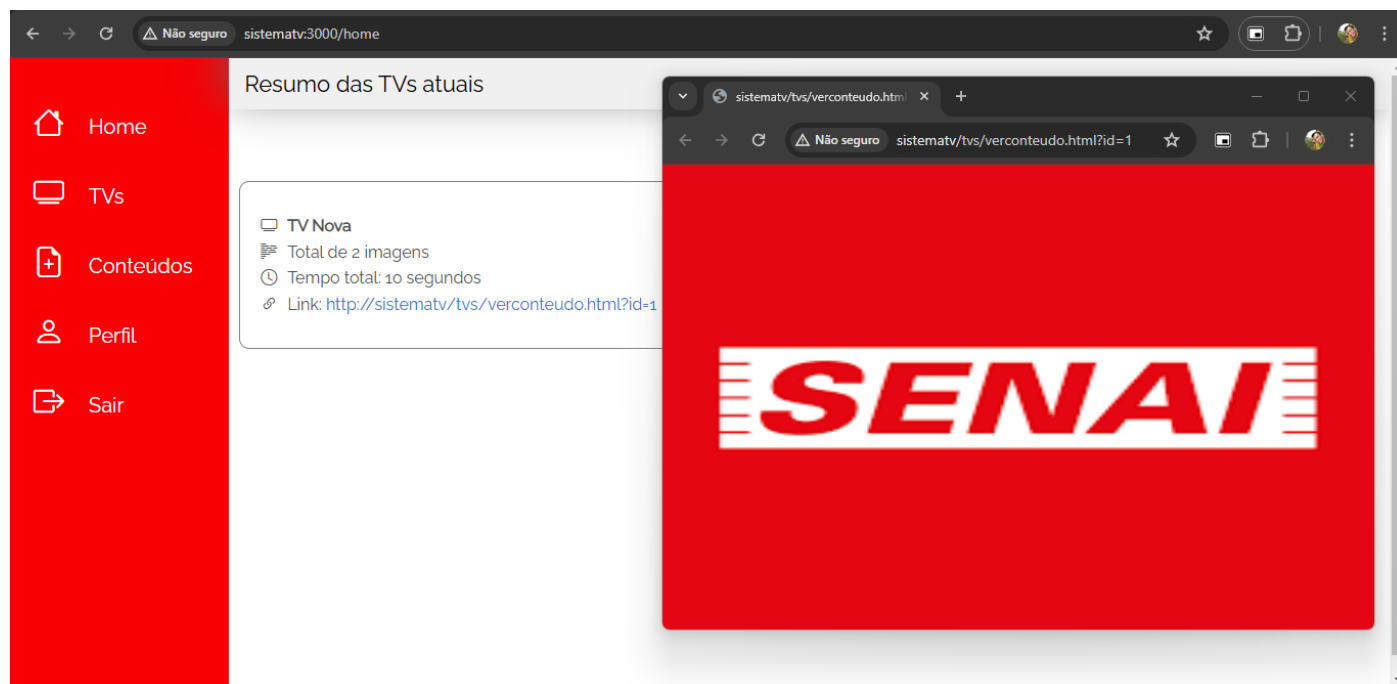 Não seguro sistematv:3000/home
Resumo das TVs atuais
Home
TVs
Conteúdos
Perfil
Sair
TV Nova
Total de 2 imagens
Tempo total: 10 segundos
Link: http://sistematv/tvs/verconteudo.html?id=1
sistematv/tvs/verconteudo.html
Não seguro sistematv/tvs/verconteudo.html?id=1
SENAI